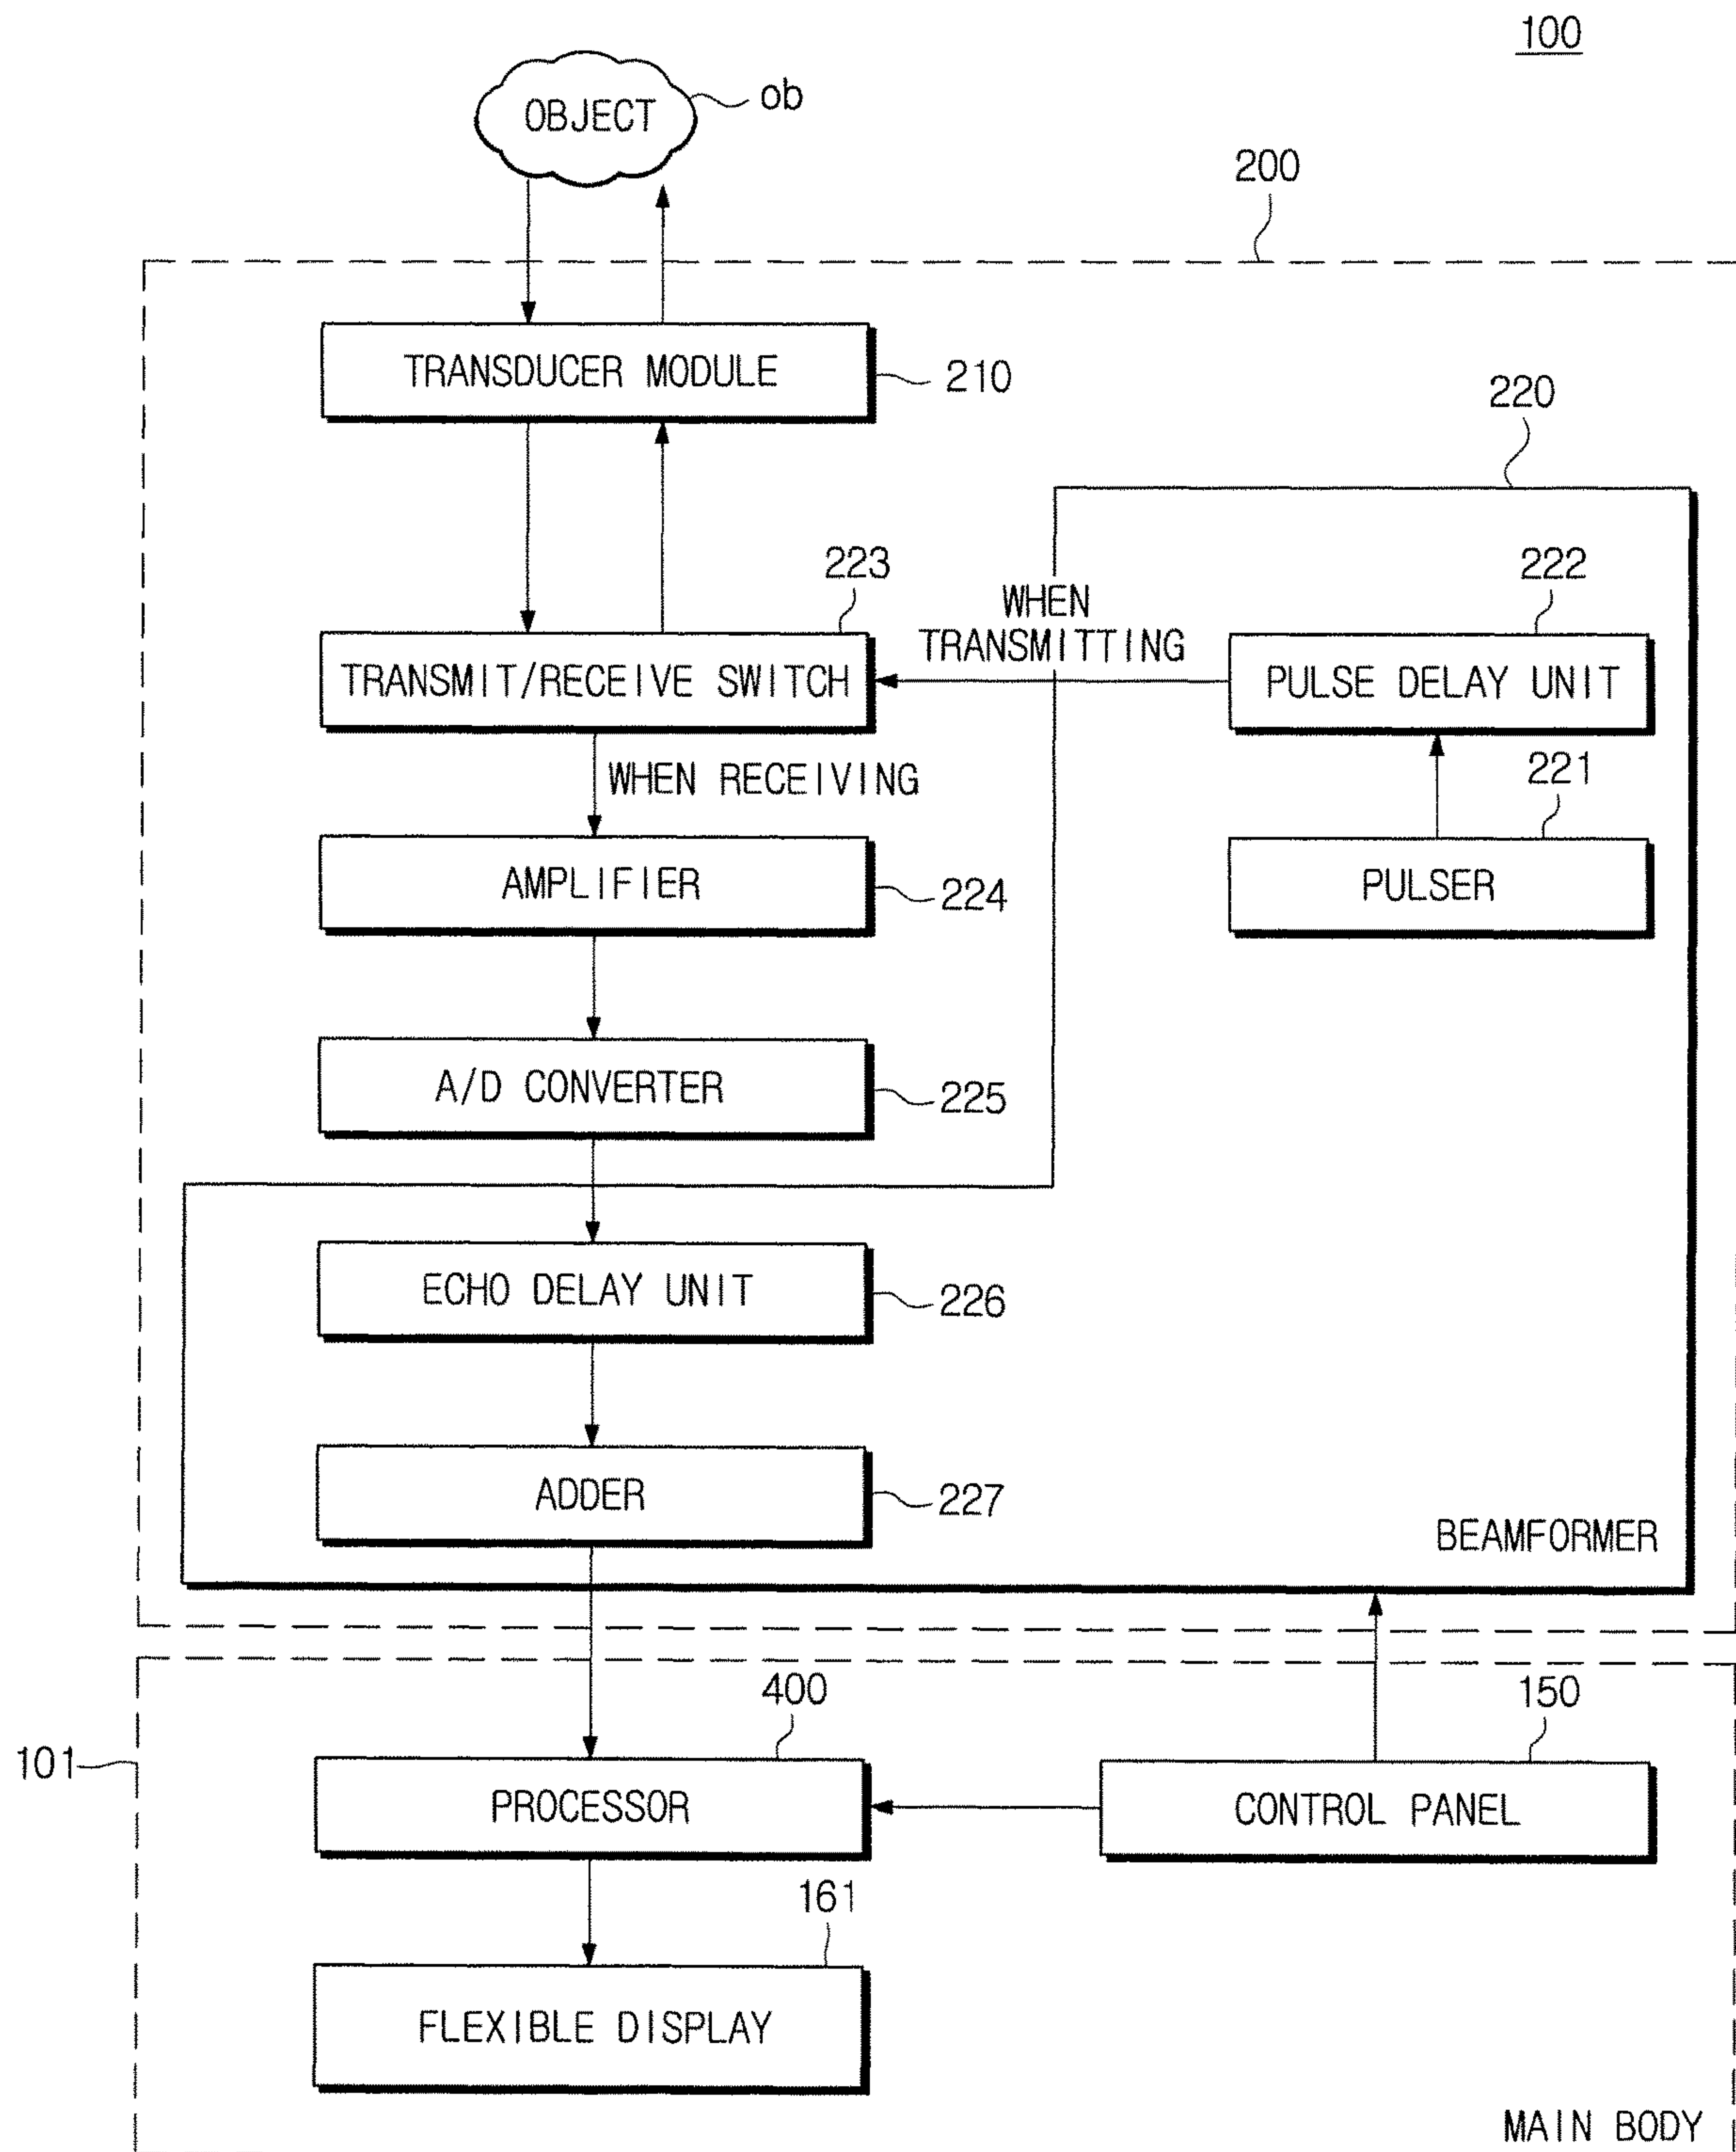 100
OBJECT
ob
200
TRANSDUCER MODULE
210
220
223
WHEN
TRANSMITTING
222
TRANSMIT/RECEIVE SWITCH
PULSE DELAY UNIT
WHEN RECEIVING
221
AMPLIFIER
224
PULSER
A/D CONVERTER
225
ECHO DELAY UNIT
226
ADDER
227
BEAMFORMER
400
150
101
PROCESSOR
CONTROL PANEL
161
FLEXIBLE DISPLAY
MAIN BODY